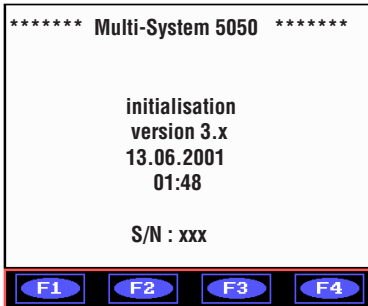 ******* Multi-System 5050 *******
initialisation
version 3.x
13.06.2001
01:48
S/N : xxx
F1 F2 F3 F4